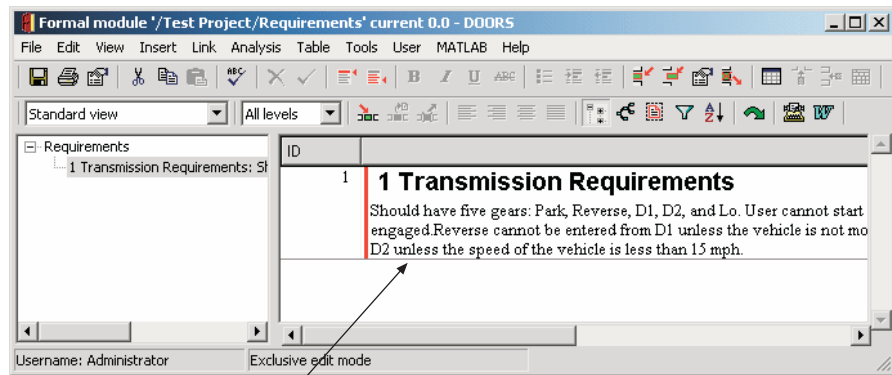 Formal module '/Test Project/Requirements' current 0.0 - DOORS
File Edit View Insert Link Analysis Table Tools User MATLAB Help
ABC B I U ABC
Standard view All levels A Z W
Requirements
1 Transmission Requirements: Sh
ID
1 1 Transmission Requirements
Should have five gears: Park, Reverse, D1, D2, and Lo. User cannot start
engaged.Reverse cannot be entered from D1 unless the vehicle is not mo
D2 unless the speed of the vehicle is less than 15 mph.
Username: Administrator Exclusive edit mode